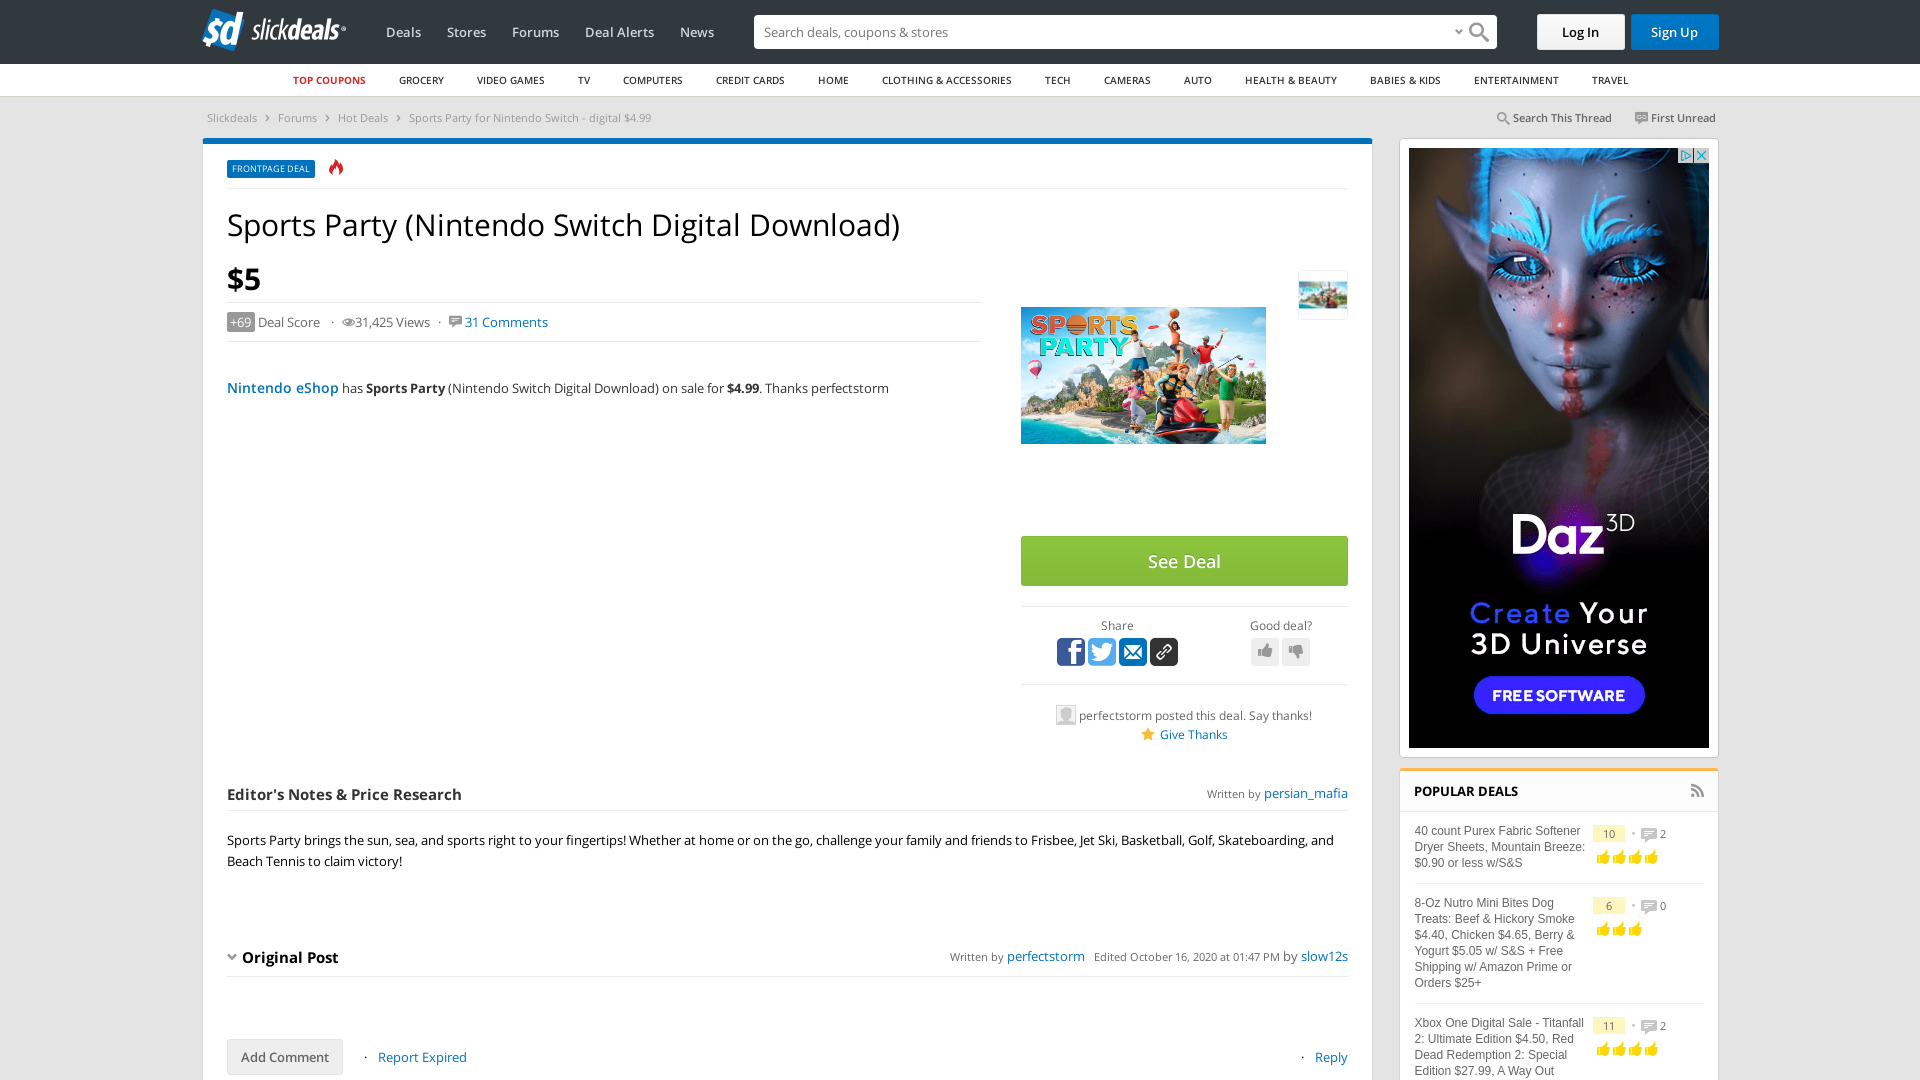 slickdeals
Deals
Stores
Forums
Deal Alerts
News
Search deals, coupons & stores
Log In
Sign Up
TOP COUPONS
GROCERY
VIDEO GAMES
TV
COMPUTERS
CREDIT CARDS
HOME
CLOTHING & ACCESSORIES
TECH
CAMERAS
AUTO
HEALTH & BEAUTY
BABIES & KIDS
ENTERTAINMENT
TRAVEL
Slickdeals › Forums › Hot Deals › Sports Party for Nintendo Switch - digital $4.99
Search This Thread
First Unread
FRONTPAGE DEAL
Sports Party (Nintendo Switch Digital Download)
$5
+69 Deal Score · 31,425 Views · 31 Comments
Nintendo eShop has Sports Party (Nintendo Switch Digital Download) on sale for $4.99. Thanks perfectstorm
SPORTS
PARTY
See Deal
Share
Good deal?
perfectstorm posted this deal. Say thanks!
Give Thanks
Editor's Notes & Price Research
Written by persian_mafia
Sports Party brings the sun, sea, and sports right to your fingertips! Whether at home or on the go, challenge your family and friends to Frisbee, Jet Ski, Basketball, Golf, Skateboarding, and
Beach Tennis to claim victory!
Original Post
Written by perfectstorm Edited October 16, 2020 at 01:47 PM by slow12s
Add Comment
· Report Expired
· Reply
Daz 3D
Create Your
3D Universe
FREE SOFTWARE
POPULAR DEALS
40 count Purex Fabric Softener
Dryer Sheets, Mountain Breeze:
$0.90 or less w/S&S
10 • 2
8-Oz Nutro Mini Bites Dog
Treats: Beef & Hickory Smoke
$4.40, Chicken $4.65, Berry &
Yogurt $5.05 w/ S&S + Free
Shipping w/ Amazon Prime or
Orders $25+
6 • 0
Xbox One Digital Sale - Titanfall
2: Ultimate Edition $4.50, Red
Dead Redemption 2: Special
Edition $27.99, A Way Out
11 • 2